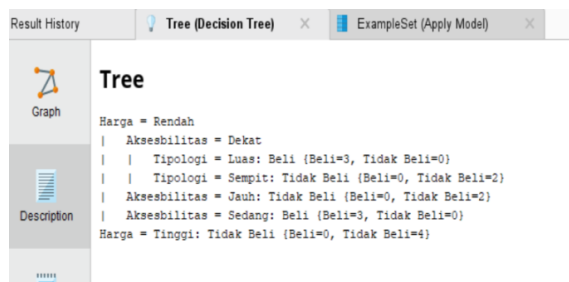 Result History
Tree (Decision Tree)
ExampleSet (Apply Model)
Graph
Description
Tree
Harga = Rendah
|   Aksesbilitas = Dekat
|   |   Tipologi = Luas: Beli {Beli=3, Tidak Beli=0}
|   |   Tipologi = Sempit: Tidak Beli {Beli=0, Tidak Beli=2}
|   Aksesbilitas = Jauh: Tidak Beli {Beli=0, Tidak Beli=2}
|   Aksesbilitas = Sedang: Beli {Beli=3, Tidak Beli=0}
Harga = Tinggi: Tidak Beli {Beli=0, Tidak Beli=4}